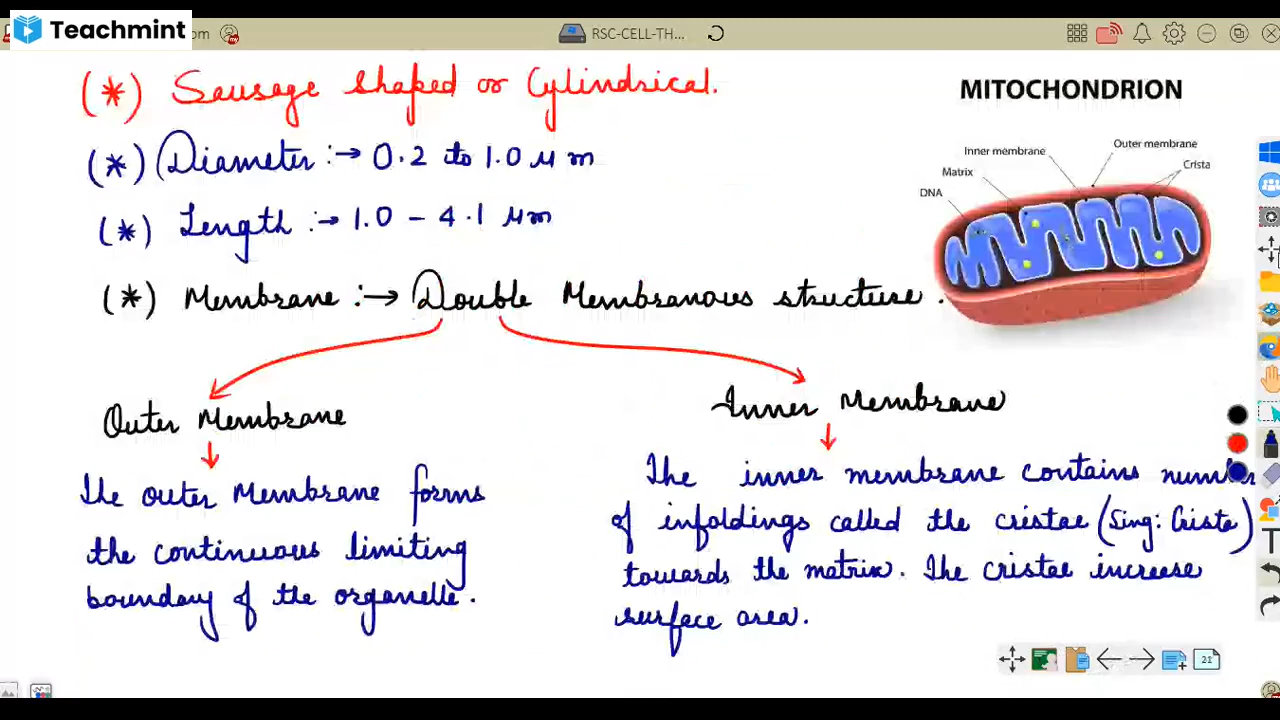 Teachmint
om
RSC-CELL-TH...
(*) Sausage shaped or Cylindrical.
MITOCHONDRION
(*) Diameter :→ 0.2 to 1.0 μm
Inner membrane
Outer membrane
Matrix
Crista
DNA
(*) Length :→ 1.0 - 4.1 μm
(*) Membrane :→ Double Membranous structure.
Outer Membrane
Inner Membrane
The outer Membrane forms
the continuous limiting
boundary of the organelle.
The inner membrane contains number
of infoldings called the cristae (Sing: Crista)
towards the matrix. The cristae increase
surface area.
21
T